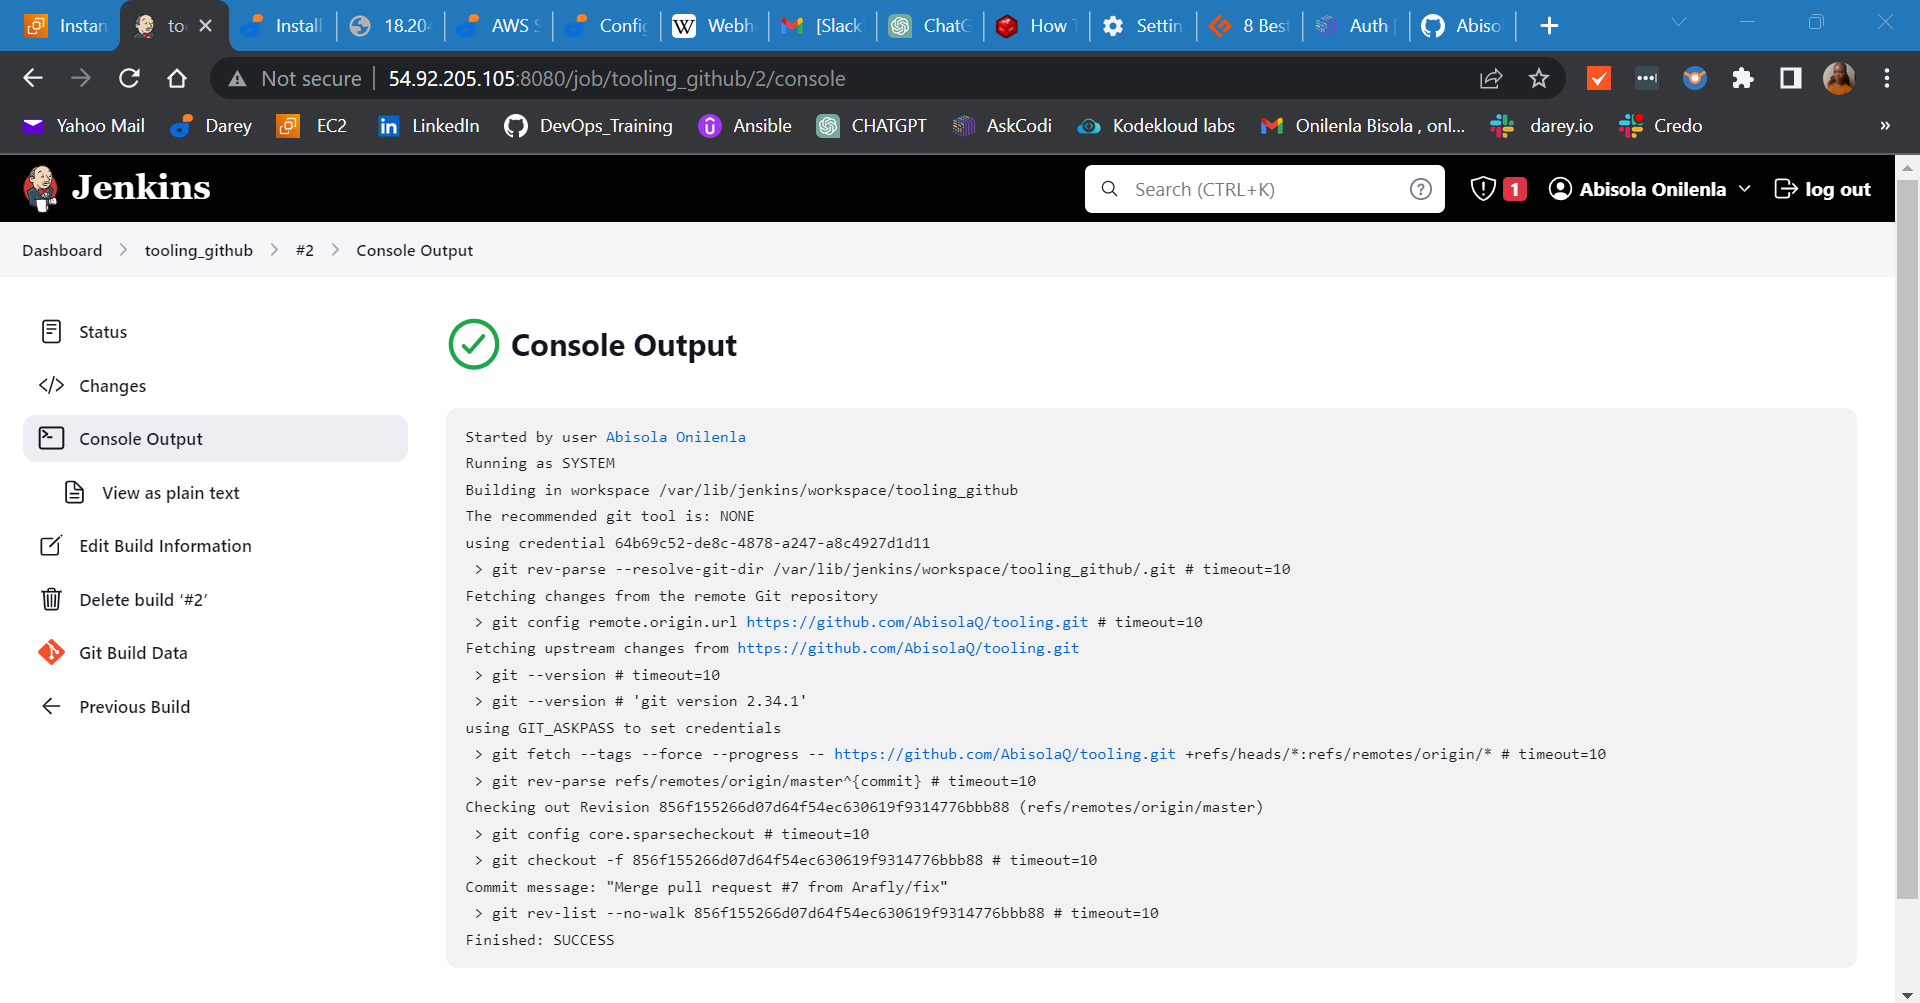 Instan
to
Install
18.204
AWS S
Config
Webh
[Slack
ChatG
How T
Settin
8 Best
Auth
Abiso
Not secure
54.92.205.105:8080/job/tooling_github/2/console
Yahoo Mail
Darey
EC2
LinkedIn
DevOps_Training
Ansible
CHATGPT
AskCodi
Kodekloud labs
Onilenla Bisola , onl...
darey.io
Credo
»
Jenkins
Search (CTRL+K)
1
Abisola Onilenla
log out
Dashboard
tooling_github
#2
Console Output
Status
Changes
Console Output
View as plain text
Edit Build Information
Delete build ‘#2’
Git Build Data
Previous Build
Console Output
Started by user Abisola Onilenla
Running as SYSTEM
Building in workspace /var/lib/jenkins/workspace/tooling_github
The recommended git tool is: NONE
using credential 64b69c52-de8c-4878-a247-a8c4927d1d11
> git rev-parse --resolve-git-dir /var/lib/jenkins/workspace/tooling_github/.git # timeout=10
Fetching changes from the remote Git repository
> git config remote.origin.url https://github.com/AbisolaQ/tooling.git # timeout=10
Fetching upstream changes from https://github.com/AbisolaQ/tooling.git
> git --version # timeout=10
> git --version # 'git version 2.34.1'
using GIT_ASKPASS to set credentials
> git fetch --tags --force --progress -- https://github.com/AbisolaQ/tooling.git +refs/heads/*:refs/remotes/origin/* # timeout=10
> git rev-parse refs/remotes/origin/master^{commit} # timeout=10
Checking out Revision 856f155266d07d64f54ec630619f9314776bbb88 (refs/remotes/origin/master)
> git config core.sparsecheckout # timeout=10
> git checkout -f 856f155266d07d64f54ec630619f9314776bbb88 # timeout=10
Commit message: "Merge pull request #7 from Arafly/fix"
> git rev-list --no-walk 856f155266d07d64f54ec630619f9314776bbb88 # timeout=10
Finished: SUCCESS